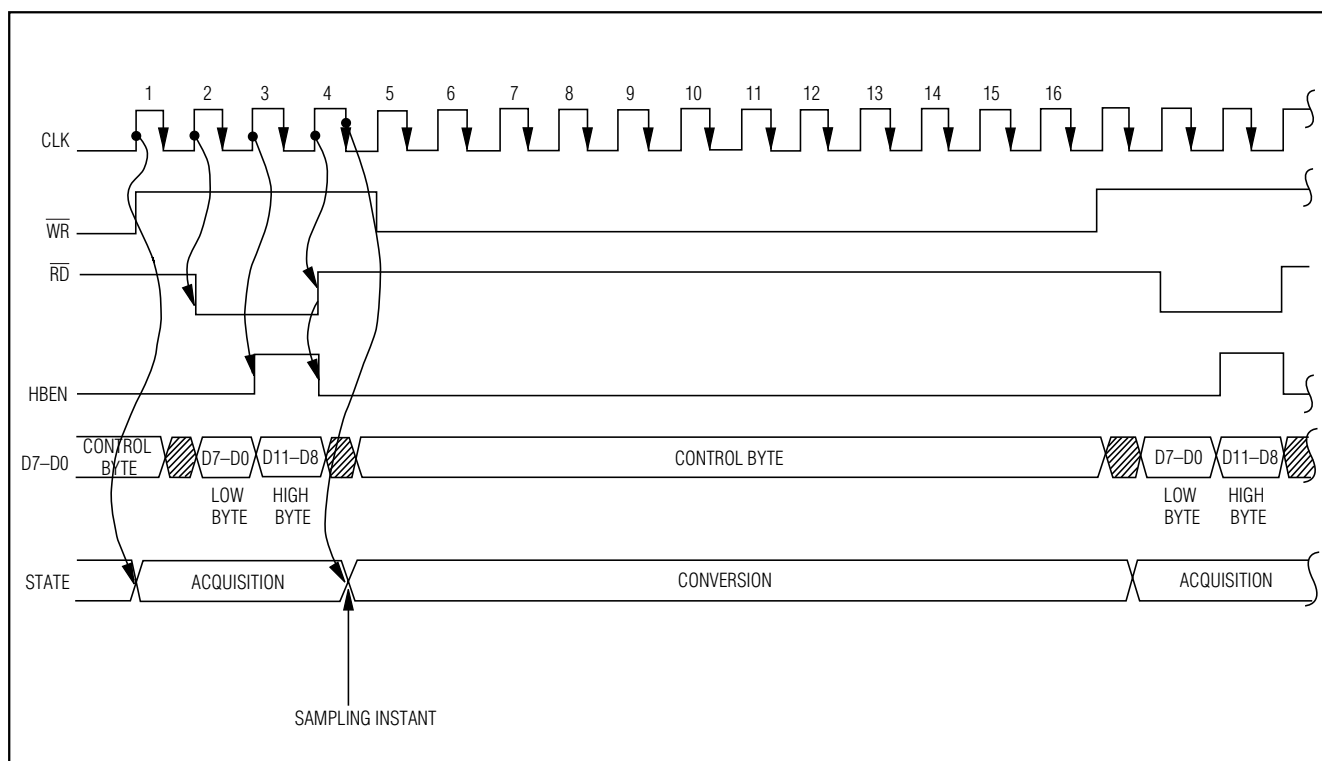 1 2 3 4 5 6 7 8 9 10 11 12 13 14 15 16
CLK
WR
RD
HBEN
D7–D0
CONTROL
BYTE
D7–D0
D11–D8
CONTROL BYTE
D7–D0
D11–D8
LOW
BYTE
HIGH
BYTE
LOW
BYTE
HIGH
BYTE
STATE
ACQUISITION
CONVERSION
ACQUISITION
SAMPLING INSTANT